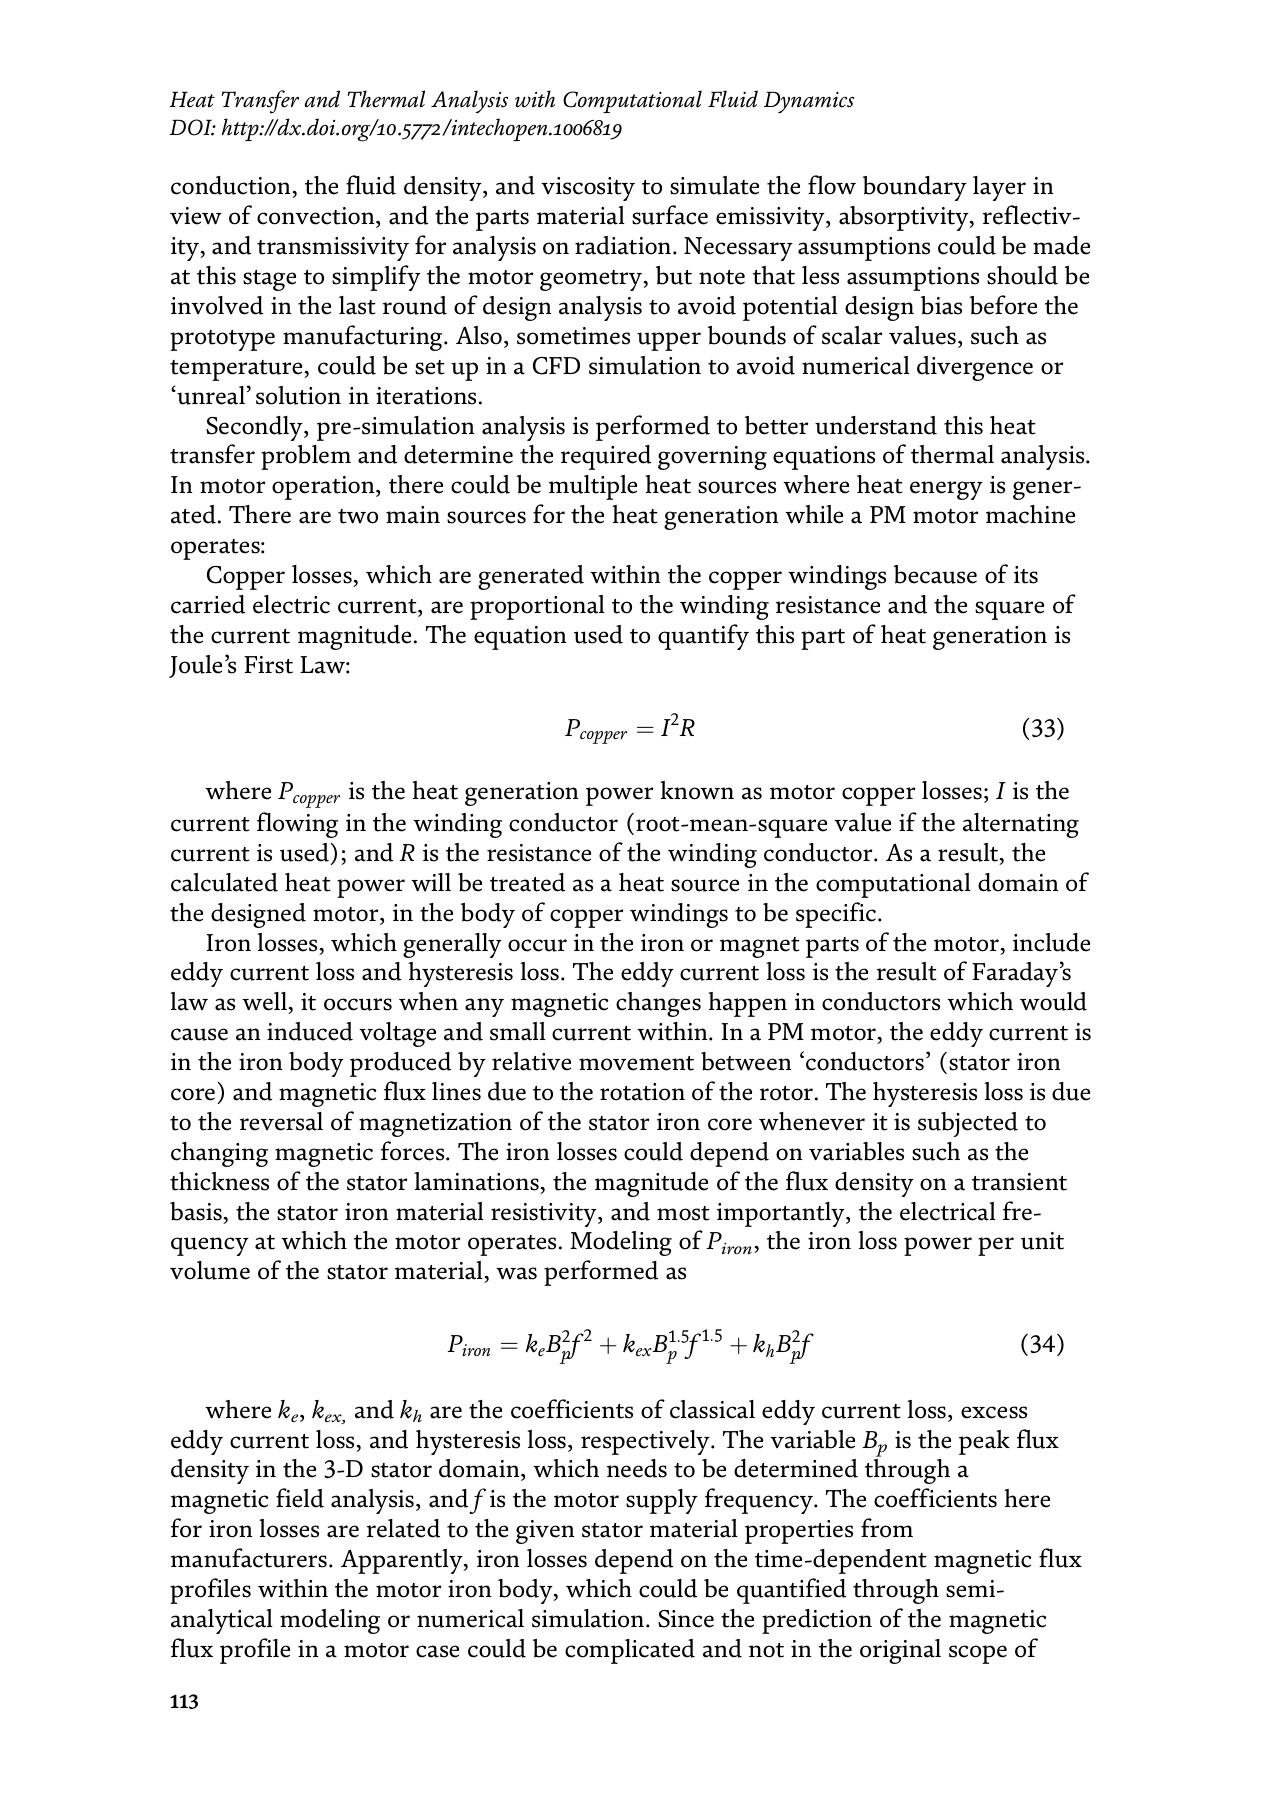 Heat Transfer and Thermal Analysis with Computational Fluid Dynamics
DOI: http://dx.doi.org/10.5772/intechopen.1006819
conduction, the fluid density, and viscosity to simulate the flow boundary layer in
view of convection, and the parts material surface emissivity, absorptivity, reflectiv-
ity, and transmissivity for analysis on radiation. Necessary assumptions could be made
at this stage to simplify the motor geometry, but note that less assumptions should be
involved in the last round of design analysis to avoid potential design bias before the
prototype manufacturing. Also, sometimes upper bounds of scalar values, such as
temperature, could be set up in a CFD simulation to avoid numerical divergence or
‘unreal’ solution in iterations.
Secondly, pre-simulation analysis is performed to better understand this heat
transfer problem and determine the required governing equations of thermal analysis.
In motor operation, there could be multiple heat sources where heat energy is gener-
ated. There are two main sources for the heat generation while a PM motor machine
operates:
Copper losses, which are generated within the copper windings because of its
carried electric current, are proportional to the winding resistance and the square of
the current magnitude. The equation used to quantify this part of heat generation is
Joule’s First Law:
P_copper = I²R (33)
where P_copper is the heat generation power known as motor copper losses; I is the
current flowing in the winding conductor (root-mean-square value if the alternating
current is used); and R is the resistance of the winding conductor. As a result, the
calculated heat power will be treated as a heat source in the computational domain of
the designed motor, in the body of copper windings to be specific.
Iron losses, which generally occur in the iron or magnet parts of the motor, include
eddy current loss and hysteresis loss. The eddy current loss is the result of Faraday’s
law as well, it occurs when any magnetic changes happen in conductors which would
cause an induced voltage and small current within. In a PM motor, the eddy current is
in the iron body produced by relative movement between ‘conductors’ (stator iron
core) and magnetic flux lines due to the rotation of the rotor. The hysteresis loss is due
to the reversal of magnetization of the stator iron core whenever it is subjected to
changing magnetic forces. The iron losses could depend on variables such as the
thickness of the stator laminations, the magnitude of the flux density on a transient
basis, the stator iron material resistivity, and most importantly, the electrical fre-
quency at which the motor operates. Modeling of P_iron, the iron loss power per unit
volume of the stator material, was performed as
P_iron = k_e B_p^2 f^2 + k_ex B_p^1.5 f^1.5 + k_h B_p^2 f (34)
where k_e, k_ex, and k_h are the coefficients of classical eddy current loss, excess
eddy current loss, and hysteresis loss, respectively. The variable B_p is the peak flux
density in the 3-D stator domain, which needs to be determined through a
magnetic field analysis, and f is the motor supply frequency. The coefficients here
for iron losses are related to the given stator material properties from
manufacturers. Apparently, iron losses depend on the time-dependent magnetic flux
profiles within the motor iron body, which could be quantified through semi-
analytical modeling or numerical simulation. Since the prediction of the magnetic
flux profile in a motor case could be complicated and not in the original scope of
113